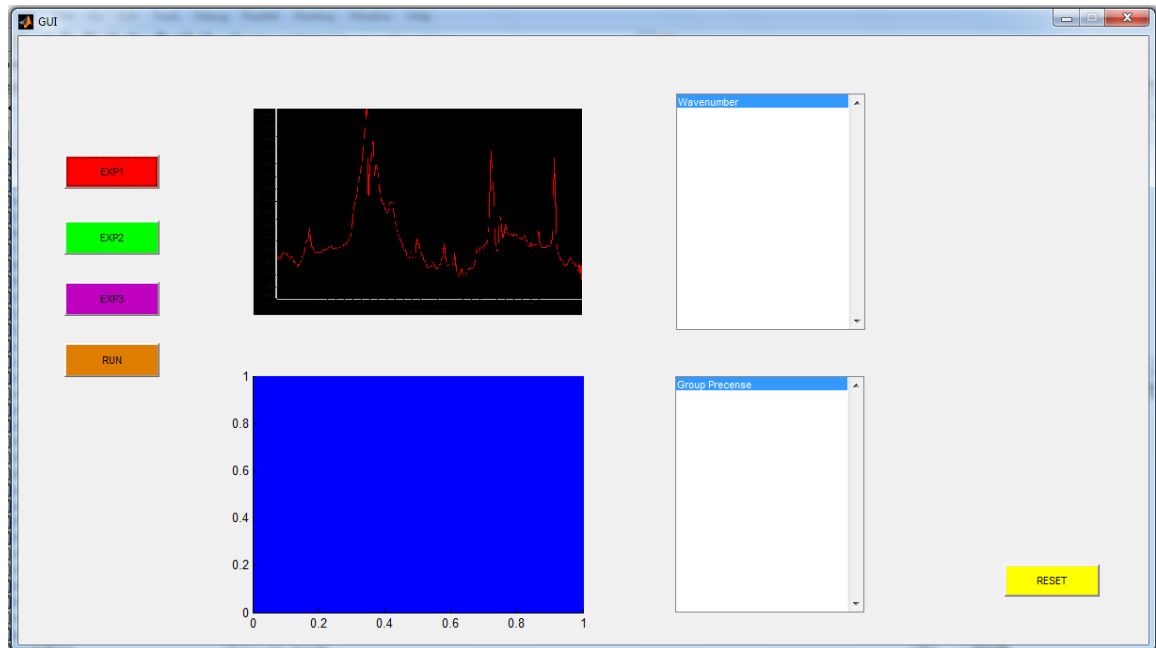 GUI
Wavenumber
EXP1
EXP2
EXP3
RUN
Group Precense
1
0.8
0.6
0.4
0.2
0
0 0.2 0.4 0.6 0.8 1
RESET